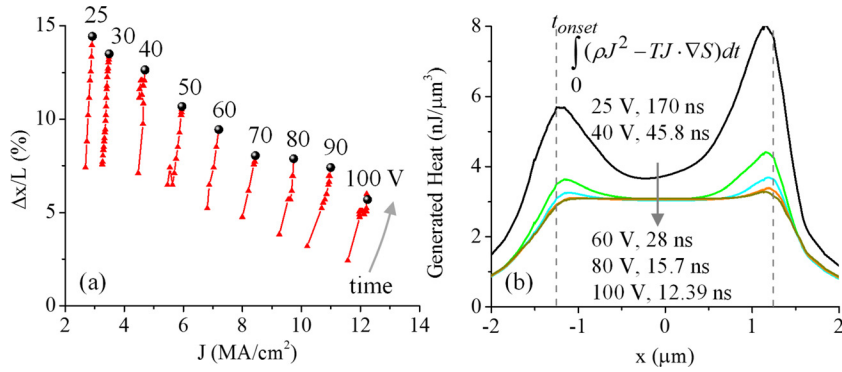 25
30
40
50
60
70
80
90
100 V
time
(a)
15
10
5
0
Δx/L (%)
2 4 6 8 10 12 14
J (MA/cm²)
t_onset
∫ (ρJ² − TJ · ∇S)dt
0
25 V, 170 ns
40 V, 45.8 ns
60 V, 28 ns
80 V, 15.7 ns
100 V, 12.39 ns
(b)
8
6
4
2
0
Generated Heat (nJ/μm³)
-2 -1 0 1 2
x (μm)